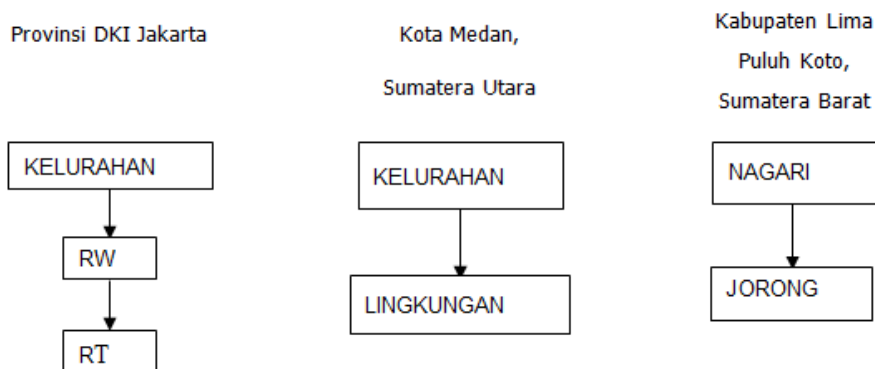 Provinsi DKI Jakarta
KELURAHAN
RW
RT
Kota Medan,
Sumatera Utara
KELURAHAN
LINGKUNGAN
Kabupaten Lima
Puluh Koto,
Sumatera Barat
NAGARI
JORONG